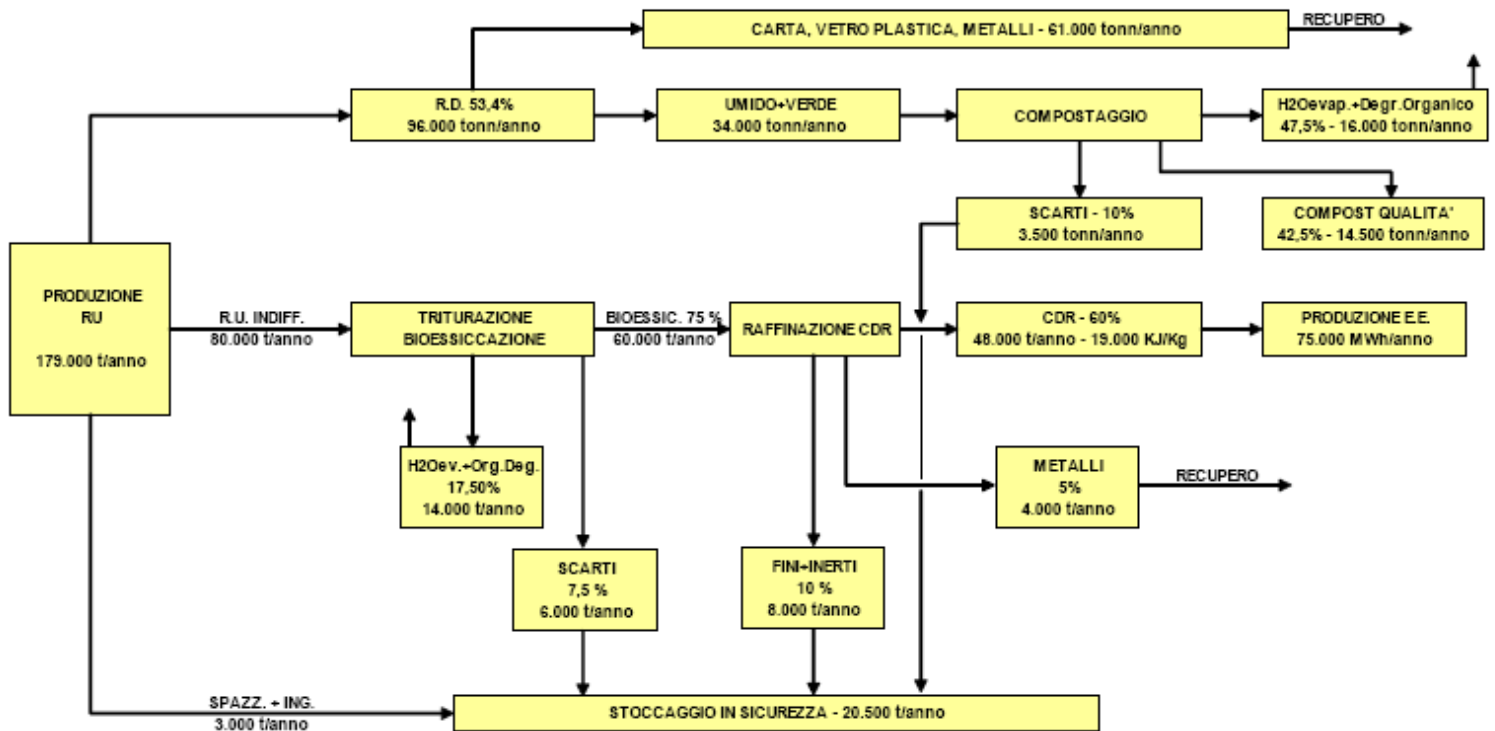 RECUPERO
CARTA, VETRO PLASTICA, METALLI - 61.000 tonn/anno
R.D. 53,4%
96.000 tonn/anno
UMIDO+VERDE
34.000 tonn/anno
COMPOSTAGGIO
H2Oevap.+Degr.Organico
47,5% - 16.000 tonn/anno
SCARTI - 10%
3.500 tonn/anno
COMPOST QUALITA'
42,5% - 14.500 tonn/anno
PRODUZIONE
RU
179.000 t/anno
R.U. INDIFF.
80.000 t/anno
TRITURAZIONE
BIOESSICCAZIONE
BIOESSIC. 75 %
60.000 t/anno
RAFFINAZIONE CDR
CDR - 60%
48.000 t/anno - 19.000 KJ/Kg
PRODUZIONE E.E.
75.000 MWh/anno
H2Oev.+Org.Deg.
17,50%
14.000 t/anno
METALLI
5%
4.000 t/anno
RECUPERO
SCARTI
7,5 %
6.000 t/anno
FINI+INERTI
10 %
8.000 t/anno
SPAZZ. + ING.
3.000 t/anno
STOCCAGGIO IN SICUREZZA - 20.500 t/anno